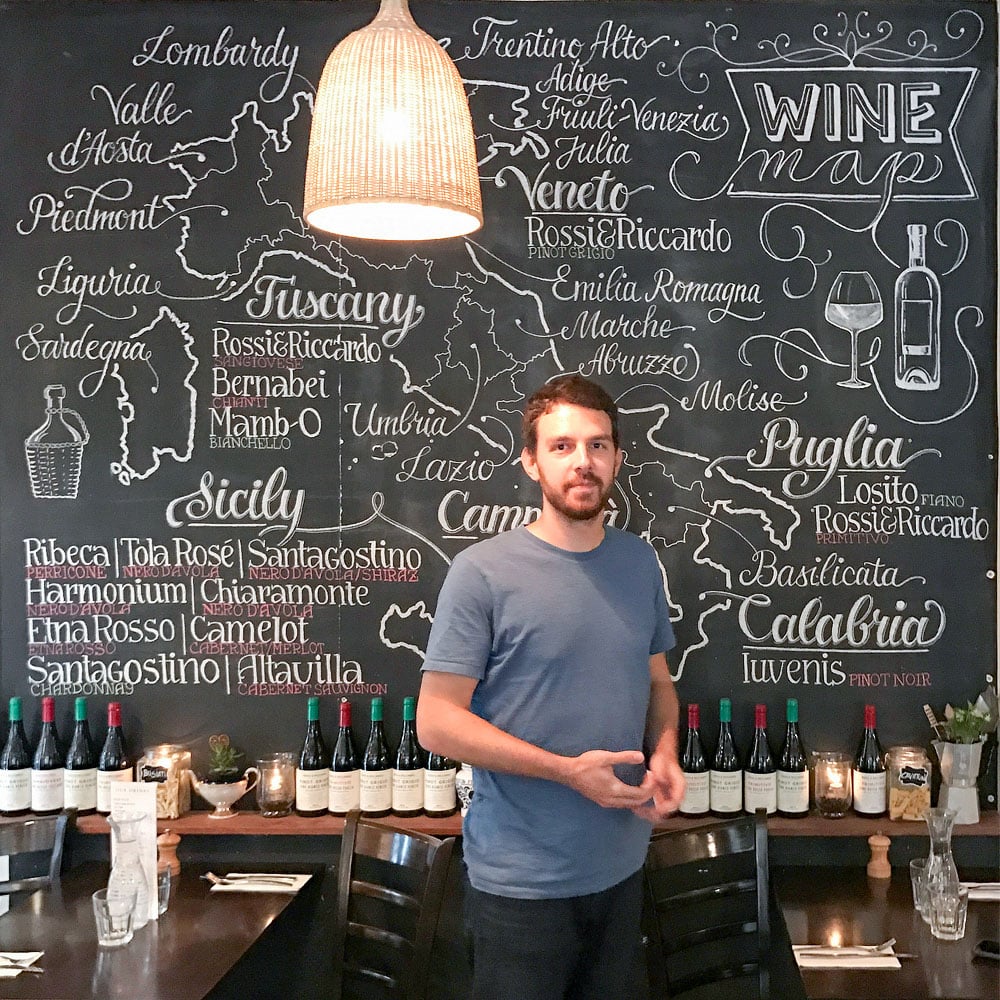 Lombardy
Trentino Alto
Adige
Friuli-Venezia
Julia
WINE
map
Valle
d'Aosta
Piedmont
Veneto
Rossi&Riccardo
PINOT GRIGIO
Liguria
Tuscany
Rossi&Riccardo
SANGIOVESE
Bernabei
CHIANTI
Mamb-O
BIANCHELLO
Emilia Romagna
Marche
Abruzzo
Molise
Sardegna
Umbria
Lazio
Puglia
Losito FIANO
Rossi&Riccardo
PRIMITIVO
Sicily
Ribeca | Tola Rosé | Santagostino
PERRICONE NERO D'AVOLA NERO D'AVOLA/SHIRAZ
Harmonium | Chiaramonte
NERO D'AVOLA NERO D'AVOLA
Etna Rosso | Camelot
ETNA ROSSO CABERNET/MERLOT
Santagostino | Altavilla
CHARDONNAY CABERNET SAUVIGNON
Basilicata
Calabria
Iuvenis PINOT NOIR